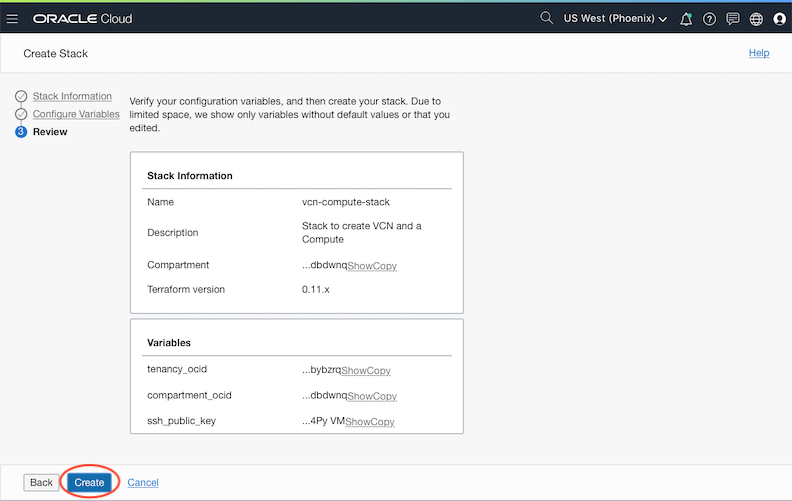 ORACLE Cloud
US West (Phoenix)
Create Stack
Help
Stack Information
Configure Variables
3 Review
Verify your configuration variables, and then create your stack. Due to
limited space, we show only variables without default values or that you
edited.
Stack Information
Name vcn-compute-stack
Description Stack to create VCN and a
Compute
Compartment ...dbdwnqShowCopy
Terraform version 0.11.x
Variables
tenancy_ocid ...bybzrqShowCopy
compartment_ocid ...dbdwnqShowCopy
ssh_public_key ...4Py VMShowCopy
Back Create Cancel